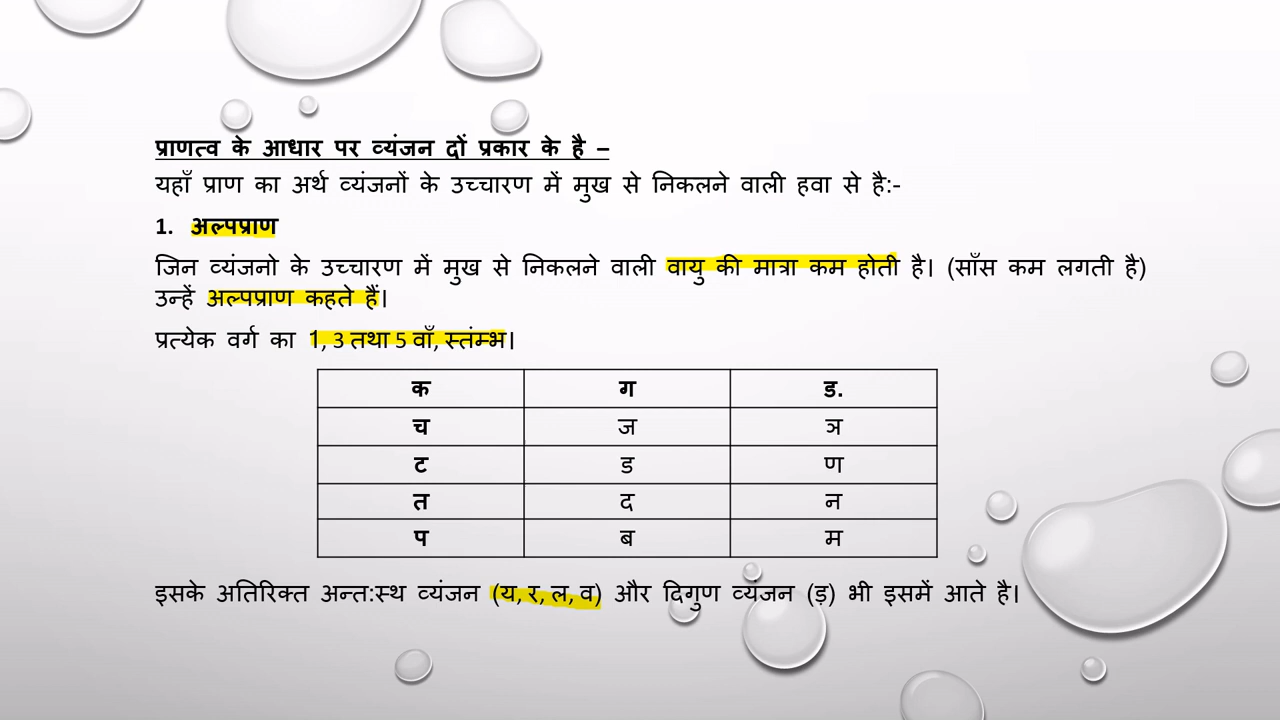 प्राणत्व के आधार पर व्यंजन दों प्रकार के है –
यहाँ प्राण का अर्थ व्यंजनों के उच्चारण में मुख से निकलने वाली हवा से है:-
1. अल्पप्राण
जिन व्यंजनो के उच्चारण में मुख से निकलने वाली वायु की मात्रा कम होती है। (साँस कम लगती है)
उन्हें अल्पप्राण कहते हैं।
प्रत्येक वर्ग का 1, 3 तथा 5 वाँ, स्तंम्भ।
क ग ड.
च ज ञ
ट ड ण
त द न
प ब म
इसके अतिरिक्त अन्त:स्थ व्यंजन (य, र, ल, व) और दिगुण व्यंजन (ड़) भी इसमें आते है।